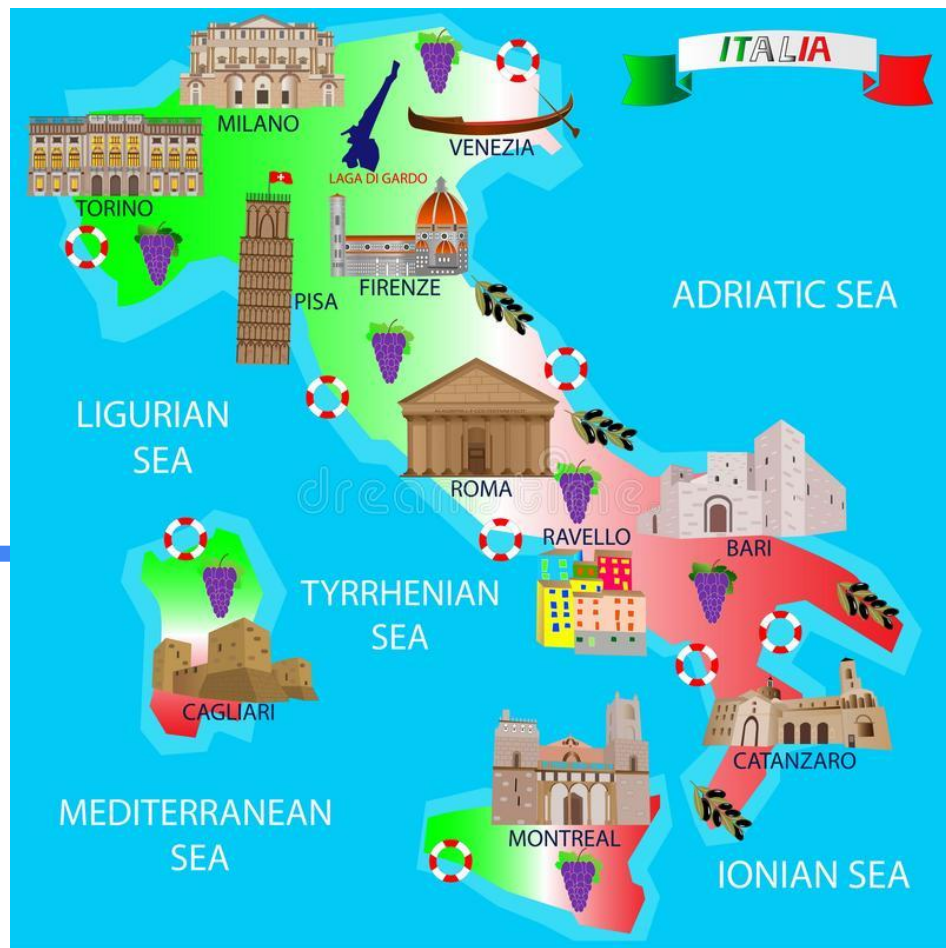 ITALIA
MILANO
VENEZIA
LAGA DI GARDO
TORINO
FIRENZE
PISA
ADRIATIC SEA
LIGURIAN
SEA
ROMA
dreamstime
RAVELLO
BARI
TYRRHENIAN
SEA
CAGLIARI
CATANZARO
MEDITERRANEAN
SEA
MONTREAL
IONIAN SEA